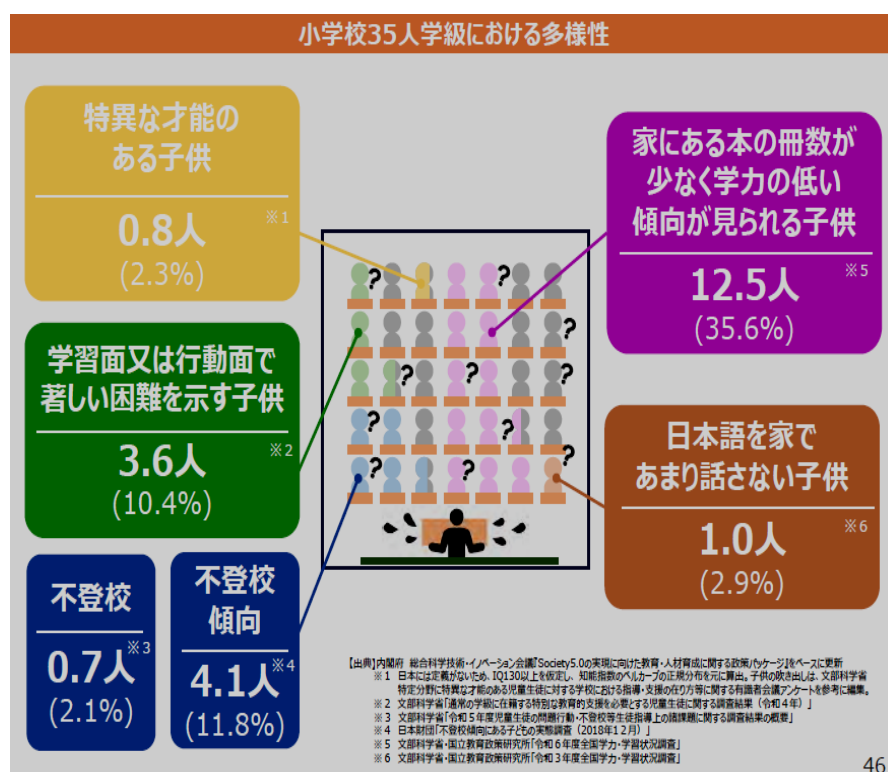 小学校35人学級における多様性
特異な才能の
ある子供
0.8人 ※1
(2.3%)
学習面又は行動面で
著しい困難を示す子供
3.6人 ※2
(10.4%)
不登校
0.7人 ※3
(2.1%)
不登校
傾向
4.1人 ※4
(11.8%)
家にある本の冊数が
少なく学力の低い
傾向が見られる子供
12.5人 ※5
(35.6%)
日本語を家で
あまり話さない子供
1.0人 ※6
(2.9%)
? ?
?
? ? ?
? ?
? ? ?
【出典】内閣府 総合科学技術・イノベーション会議『Society5.0の実現に向けた教育・人材育成に関する政策パッケージ』をベースに更新
※1 日本には定義がないため、IQ130以上を仮定し、知能指数のベルカーブの正規分布を元に算出。子供の吹き出しは、文部科学省
特定分野に特異な才能のある児童生徒に対する学校における指導・支援の在り方等に関する有識者会議アンケートを参考に編集。
※2 文部科学省「通常の学級に在籍する特別な教育的支援を必要とする児童生徒に関する調査結果（令和4年）」
※3 文部科学省「令和5年度児童生徒の問題行動・不登校等生徒指導上の諸課題に関する調査結果の概要」
※4 日本財団「不登校傾向にある子どもの実態調査（2018年12月）」
※5 文部科学省・国立教育政策研究所「令和6年度全国学力・学習状況調査」
※6 文部科学省・国立教育政策研究所「令和3年度全国学力・学習状況調査」
46